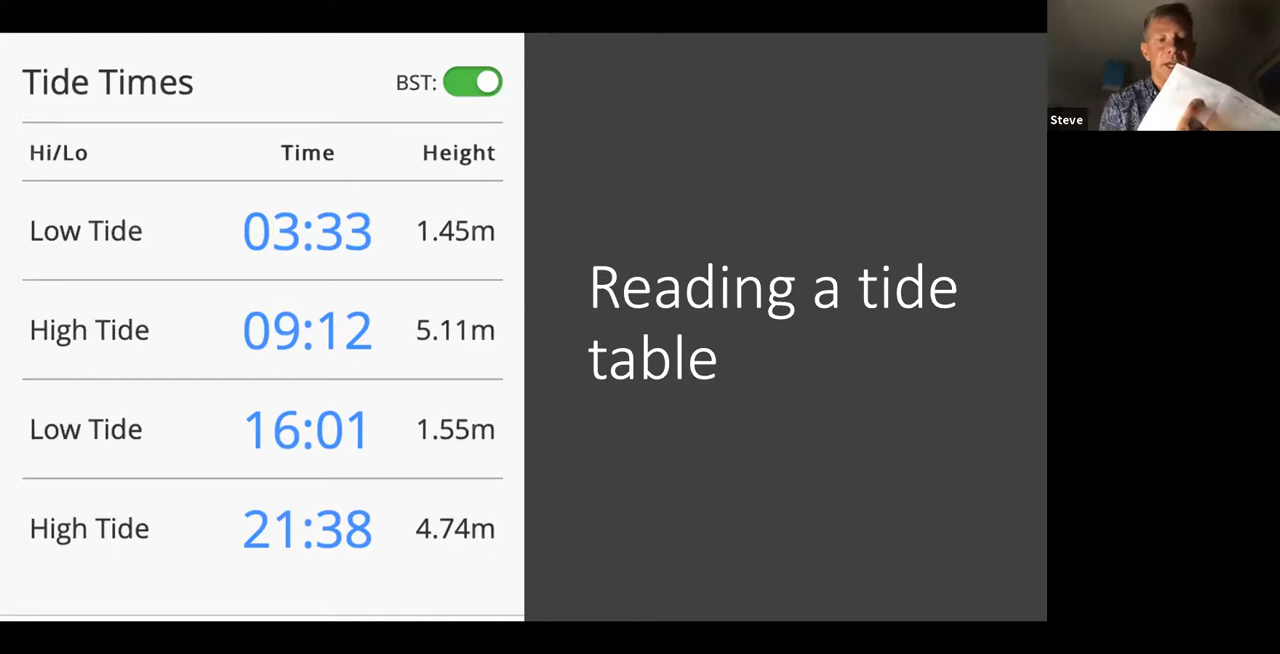 Tide Times BST:
Hi/Lo Time Height
Low Tide 03:33 1.45m
High Tide 09:12 5.11m
Low Tide 16:01 1.55m
High Tide 21:38 4.74m
Reading a tide
table
Steve